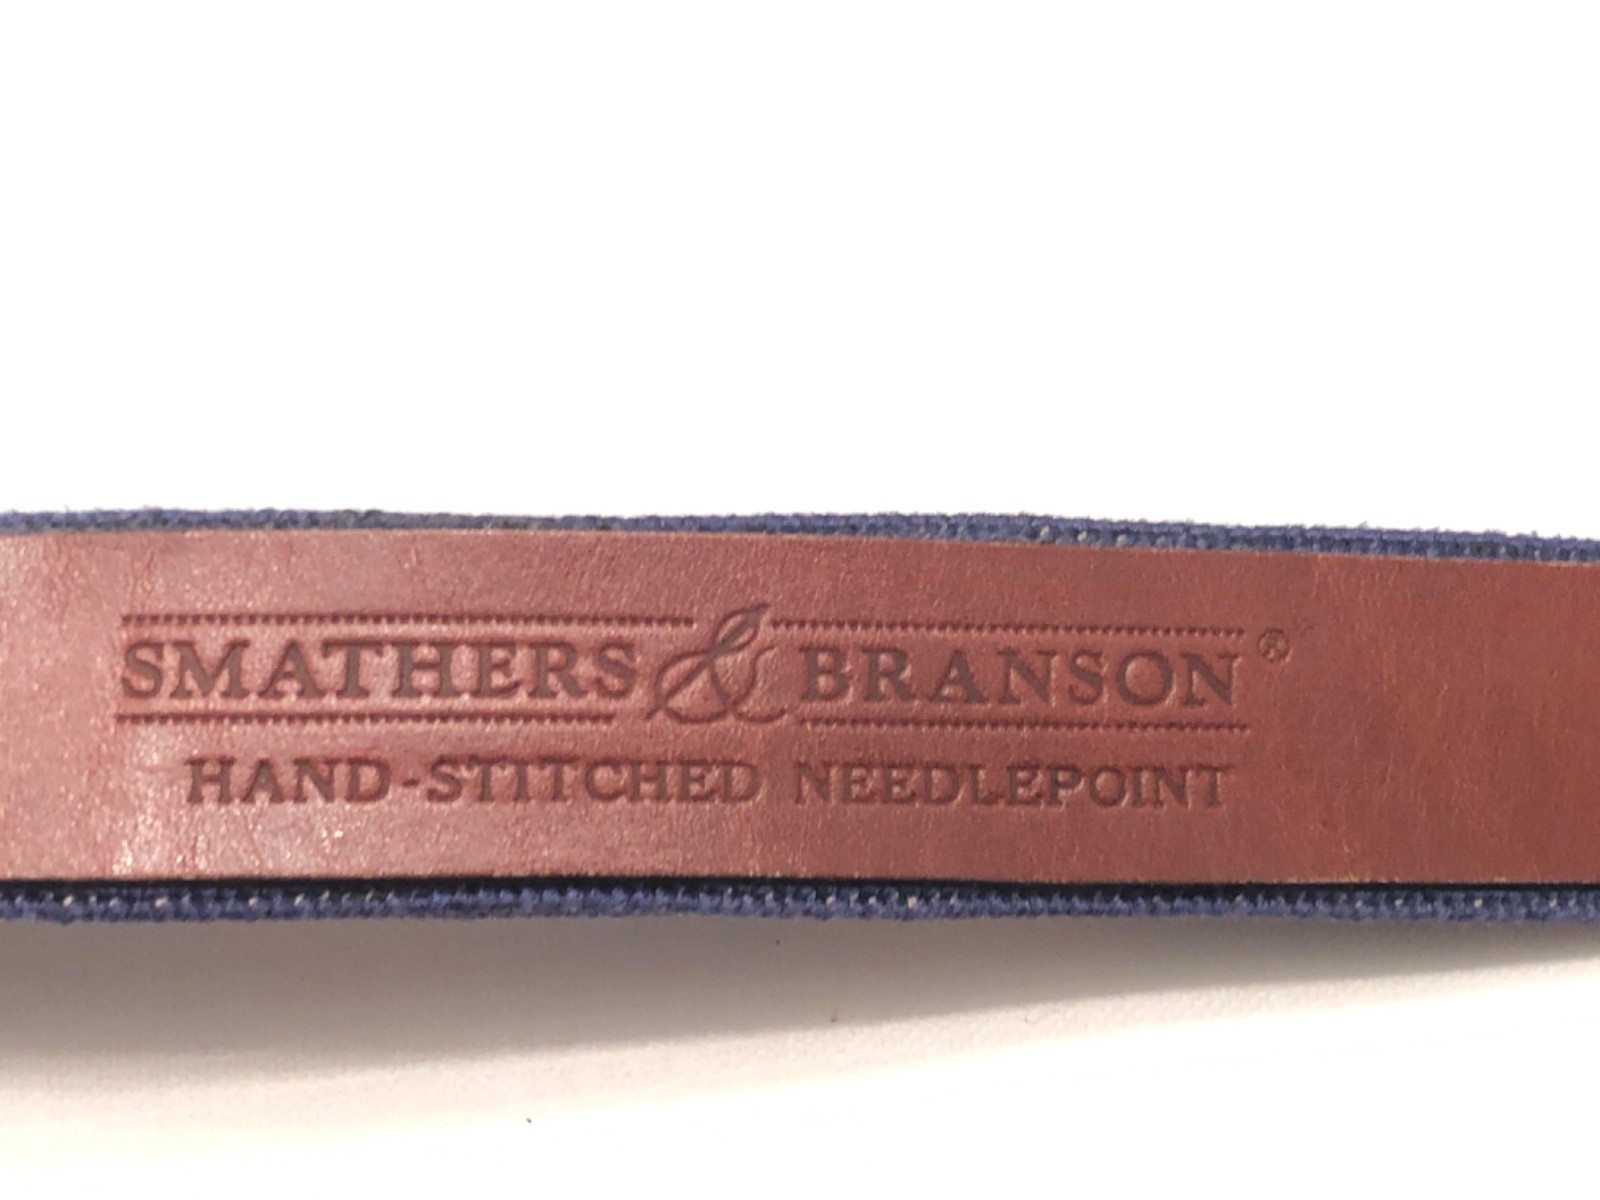 SMATHERS & BRANSON®
HAND-STITCHED NEEDLEPOINT